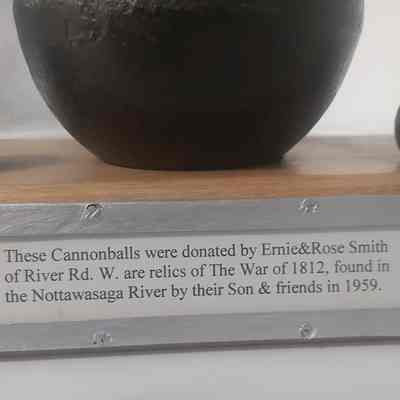 These Cannonballs were donated by Ernie&Rose Smith
of River Rd. W. are relics of The War of 1812, found in
the Nottawasaga River by their Son & friends in 1959.